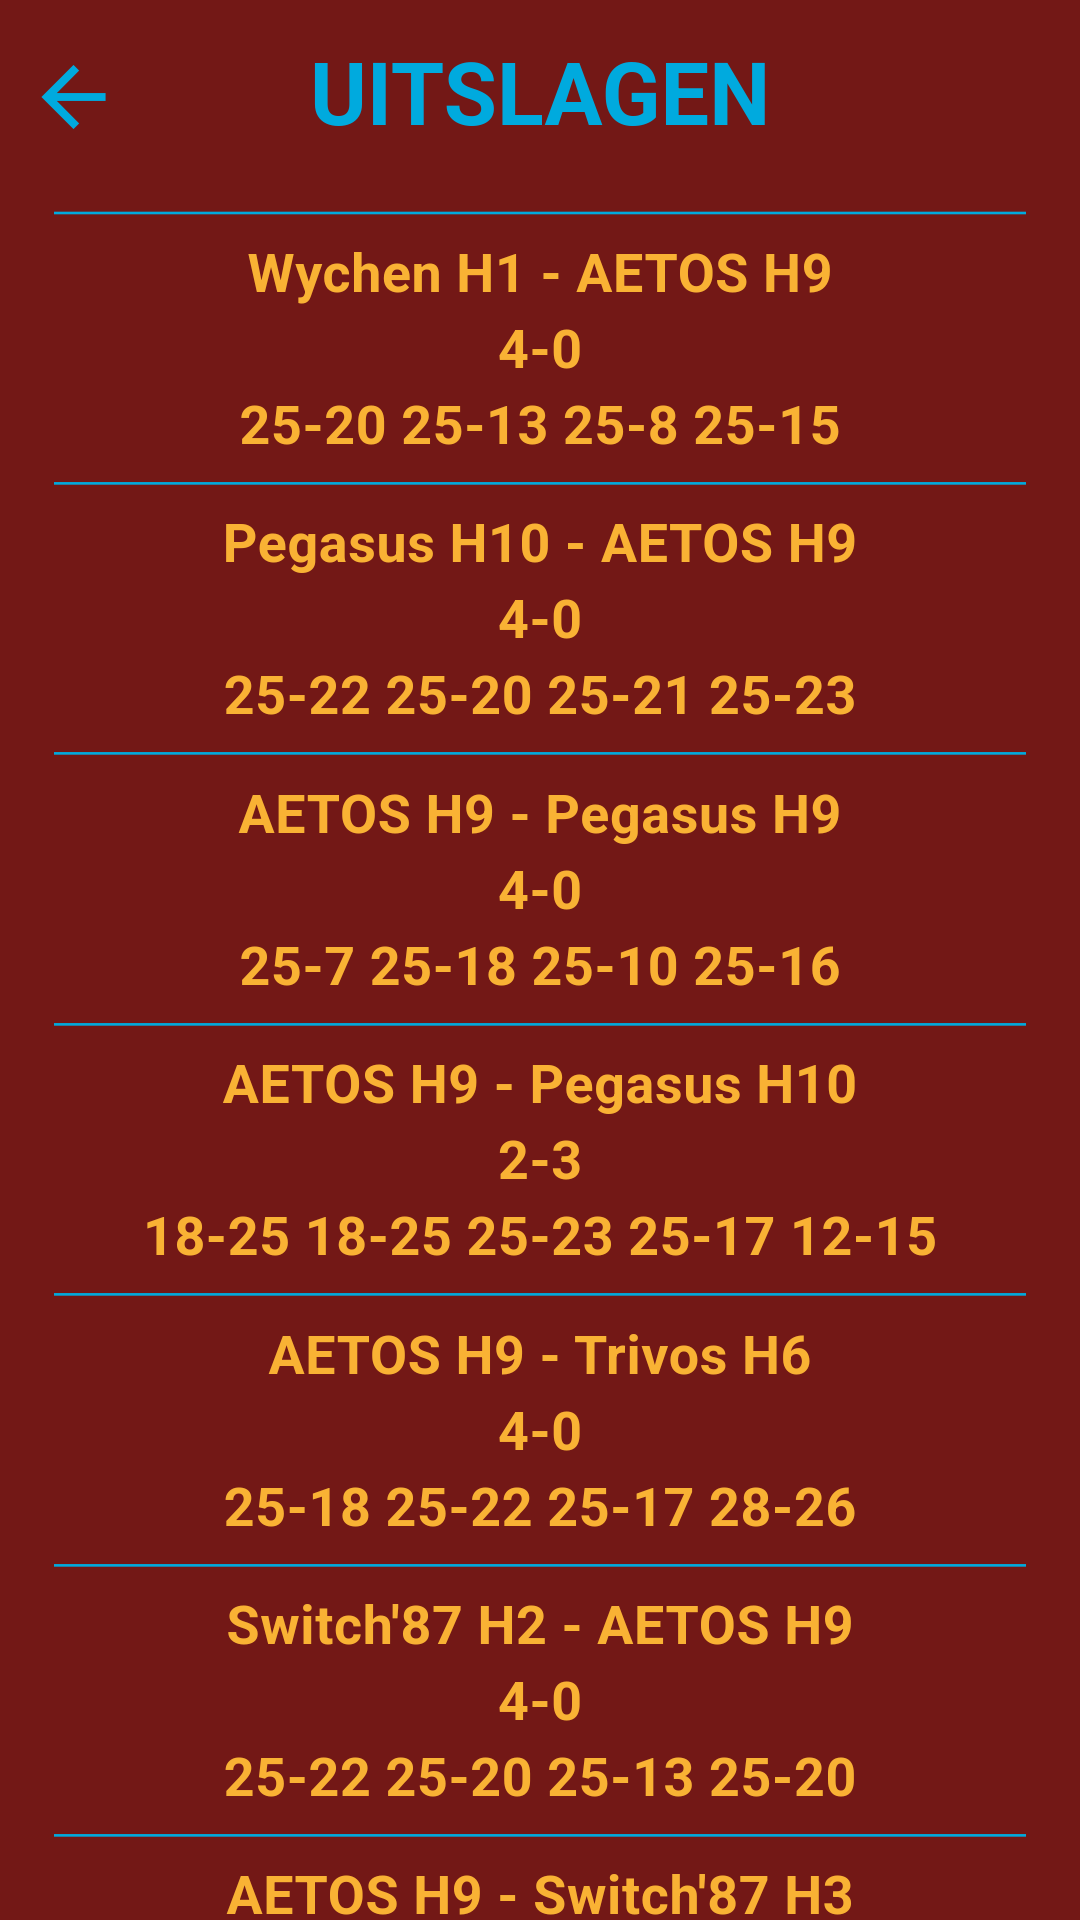 UITSLAGEN
Wychen H1 - AETOS H9
4-0
25-20 25-13 25-8 25-15
Pegasus H10 - AETOS H9
4-0
25-22 25-20 25-21 25-23
AETOS H9 - Pegasus H9
4-0
25-7 25-18 25-10 25-16
AETOS H9 - Pegasus H10
2-3
18-25 18-25 25-23 25-17 12-15
AETOS H9 - Trivos H6
4-0
25-18 25-22 25-17 28-26
Switch'87 H2 - AETOS H9
4-0
25-22 25-20 25-13 25-20
AETOS H9 - Switch'87 H3